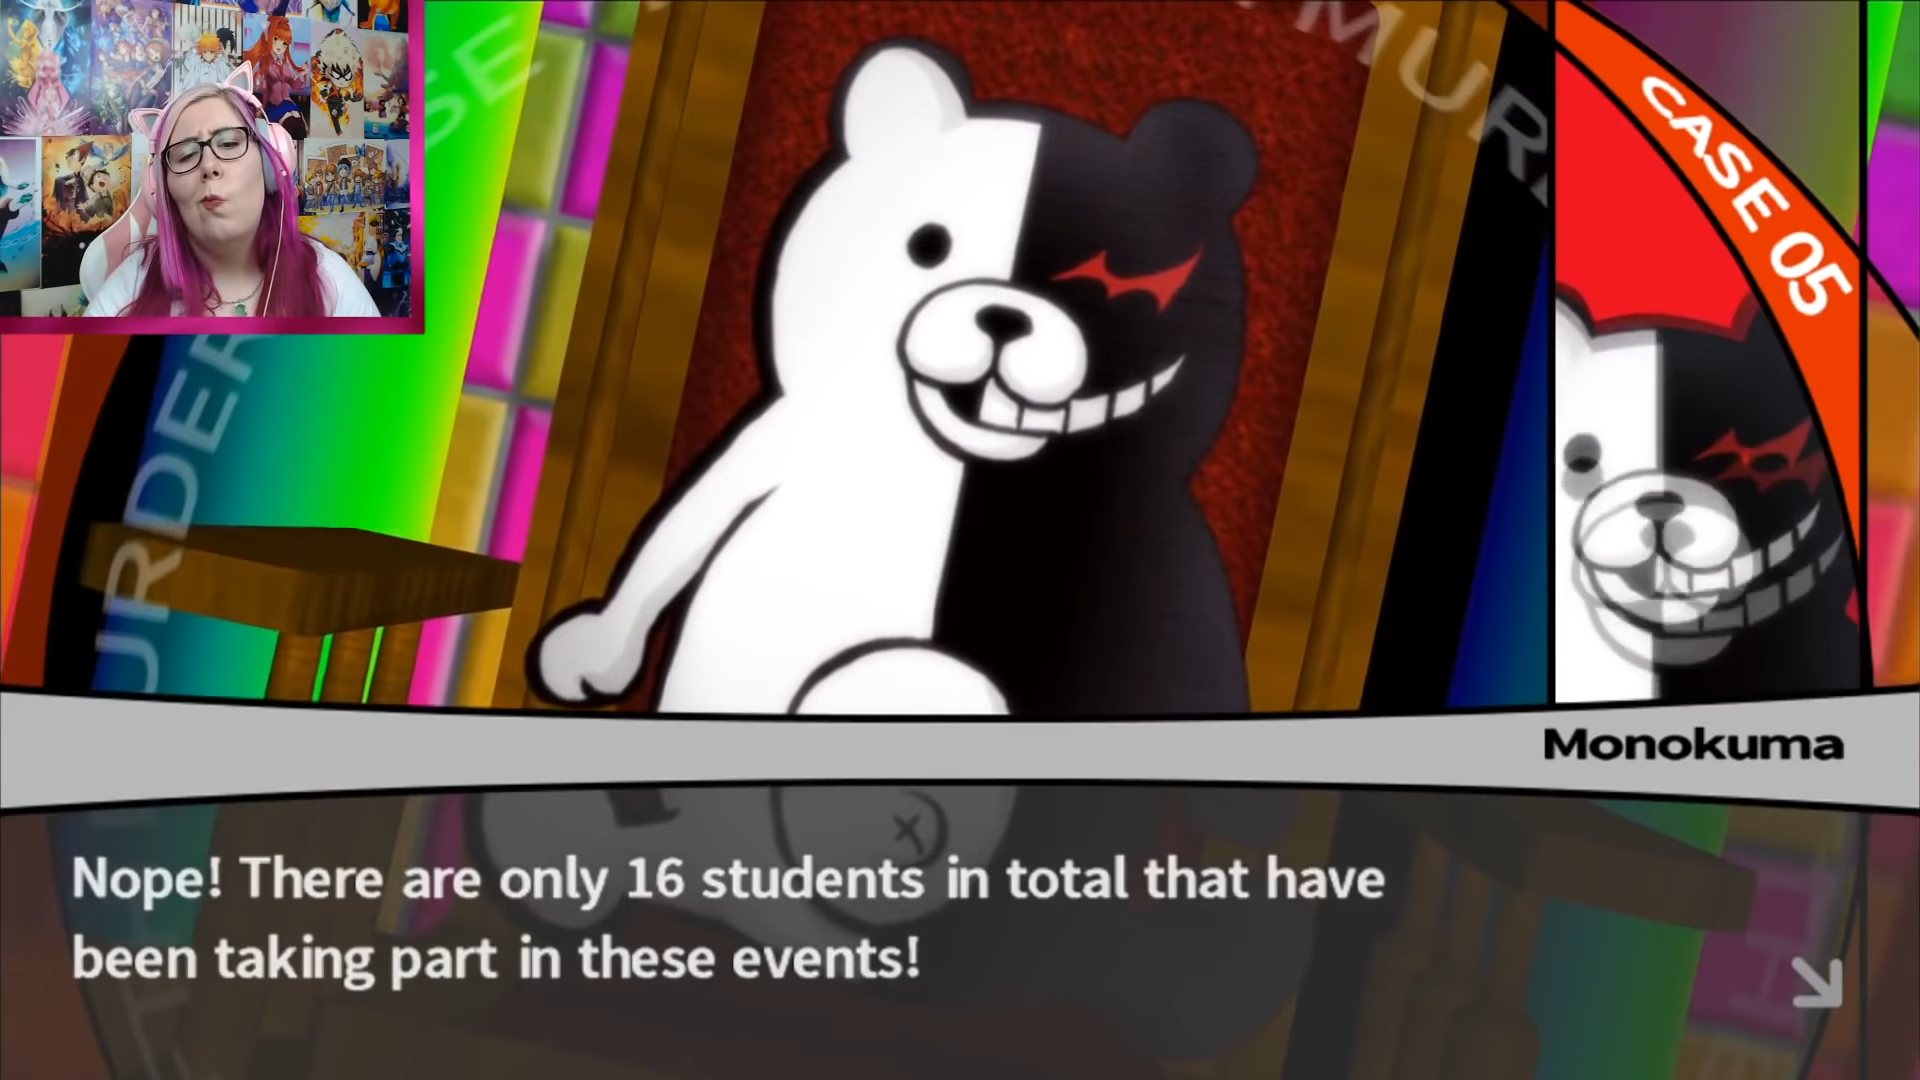 CASE 05
Monokuma
Nope! There are only 16 students in total that have
been taking part in these events!